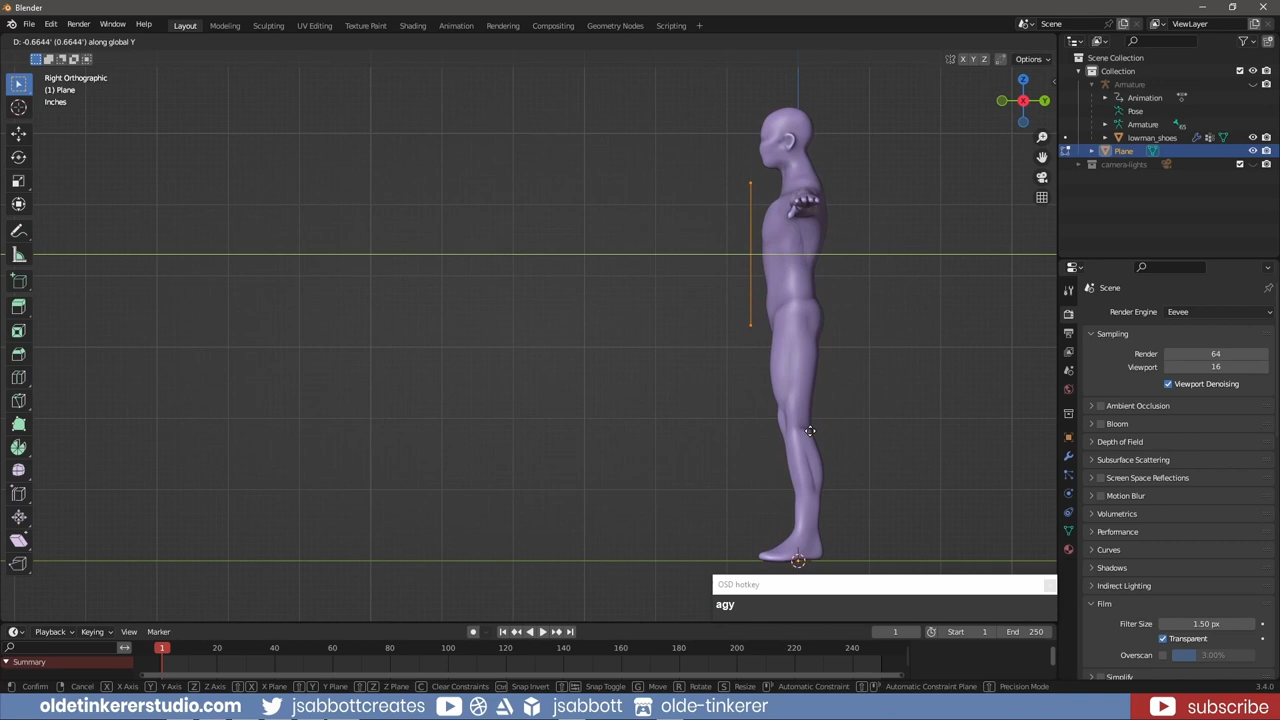 Blender
File Edit Render Window Help
Layout Modeling Sculpting UV Editing Texture Paint Shading Animation Rendering Compositing Geometry Nodes Scripting +
Scene
ViewLayer
D: -0.6644' (0.6644') along global Y
X Y Z Options
Right Orthographic
(1) Plane
Inches
Z
X
Y
Scene Collection
Collection
Armature
Animation
Pose
Armature
65
lowman_shoes
Plane
camera-lights
Scene
Render Engine Eevee
Sampling
Render 64
Viewport 16
Viewport Denoising
Ambient Occlusion
Bloom
Depth of Field
Subsurface Scattering
Screen Space Reflections
Motion Blur
Volumetrics
Performance
Curves
Shadows
Indirect Lighting
Film
Filter Size 1.50 px
Transparent
Overscan 3.00%
Simplify
OSD hotkey
agy
Playback Keying View Marker
1 Start 1 End 250
1 20 40 60 80 100 120 140 160 180 200 220 240
Summary
Confirm Cancel X X Axis Y Y Axis Z Z Axis X X Plane Y Y Plane Z Z Plane C Clear Constraints Ctrl Snap Invert Snap Toggle G Move R Rotate S Resize Automatic Constraint Automatic Constraint Plane Precision Mode
3.4.0
oldetinkererstudio.com jsabbottcreates jsabbott olde-tinkerer subscribe